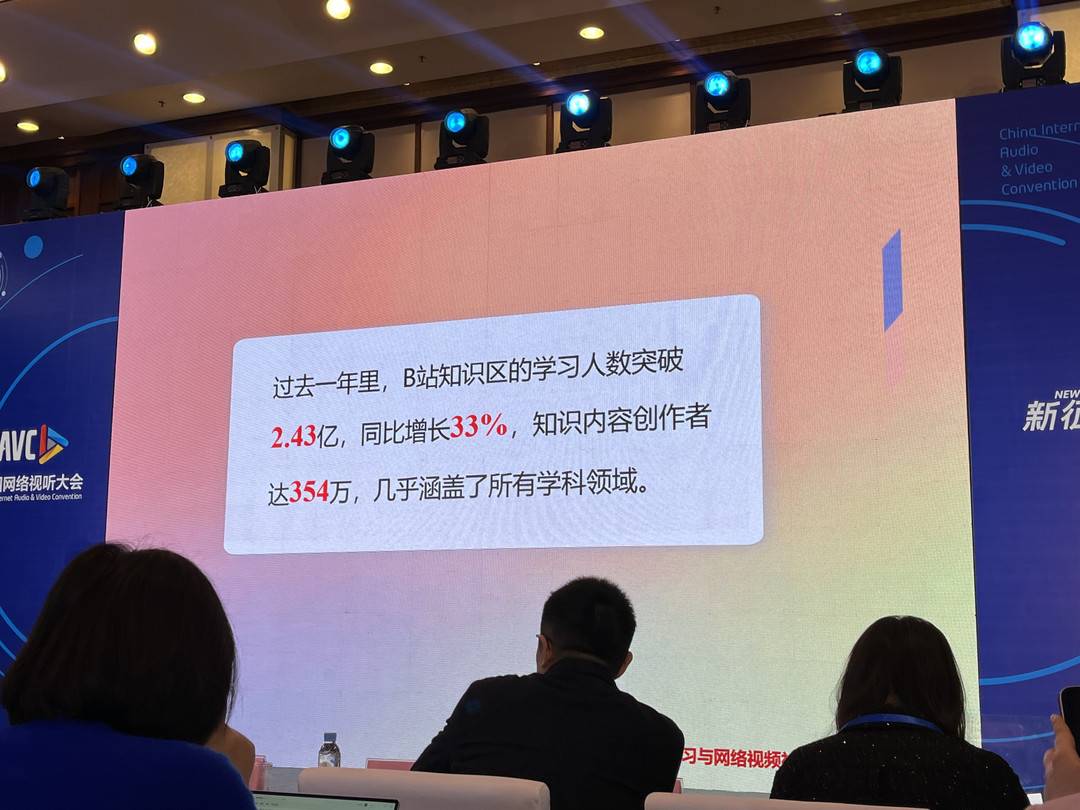 China Intern
Audio
& Video
Convention
过去一年里，B站知识区的学习人数突破
2.43亿，同比增长33%，知识内容创作者
达354万，几乎涵盖了所有学科领域。
AVC
网络视听大会
ernet Audio & Video Convention
NEW
新征
习与网络视频